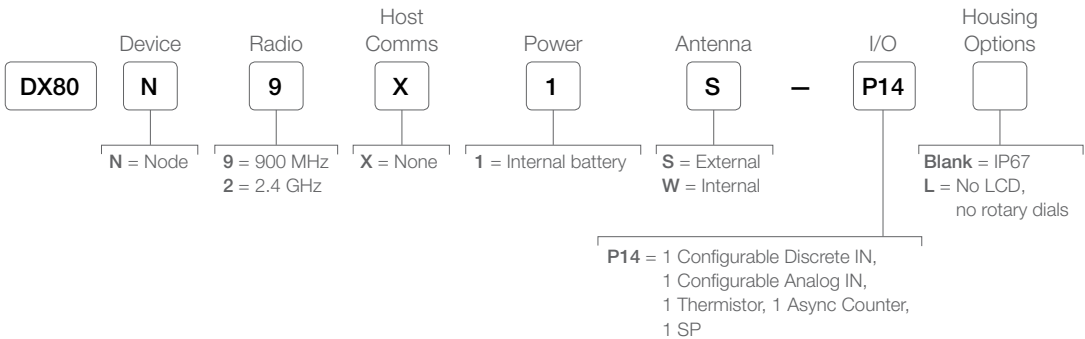 Device
Radio
Host
Comms
Power
Antenna
I/O
Housing
Options
DX80
N
9
X
1
S
–
P14
N = Node
9 = 900 MHz
2 = 2.4 GHz
X = None
1 = Internal battery
S = External
W = Internal
Blank = IP67
L = No LCD,
no rotary dials
P14 = 1 Configurable Discrete IN,
1 Configurable Analog IN,
1 Thermistor, 1 Async Counter,
1 SP